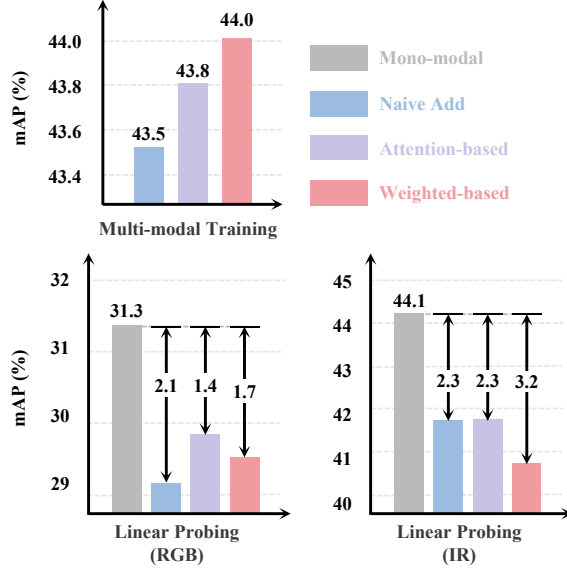 44.0
44.0
43.8
43.8
43.6
43.5
43.4
mAP (%)
Multi-modal Training
Mono-modal
Naive Add
Attention-based
Weighted-based
32
31.3
31
30
29
mAP (%)
2.1
1.4
1.7
Linear Probing
(RGB)
45
44.1
44
43
42
41
40
2.3
2.3
3.2
Linear Probing
(IR)